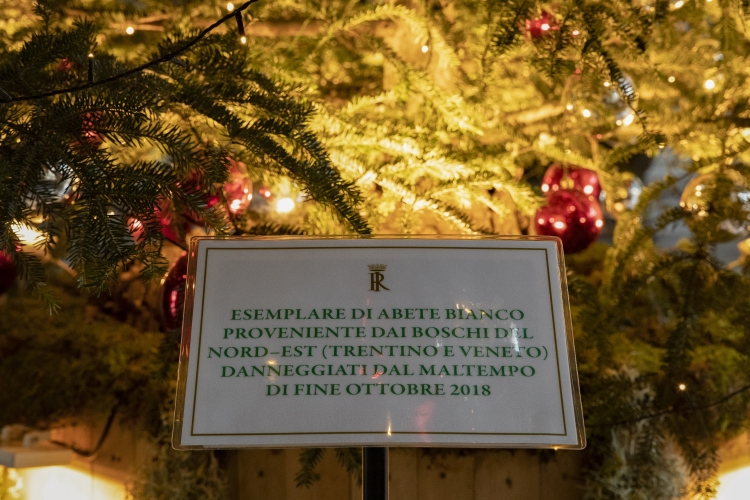 RI
ESEMPLARE DI ABETE BIANCO
PROVENIENTE DAI BOSCHI DEL
NORD-EST (TRENTINO E VENETO)
DANNEGGIATI DAL MALTEMPO
DI FINE OTTOBRE 2018